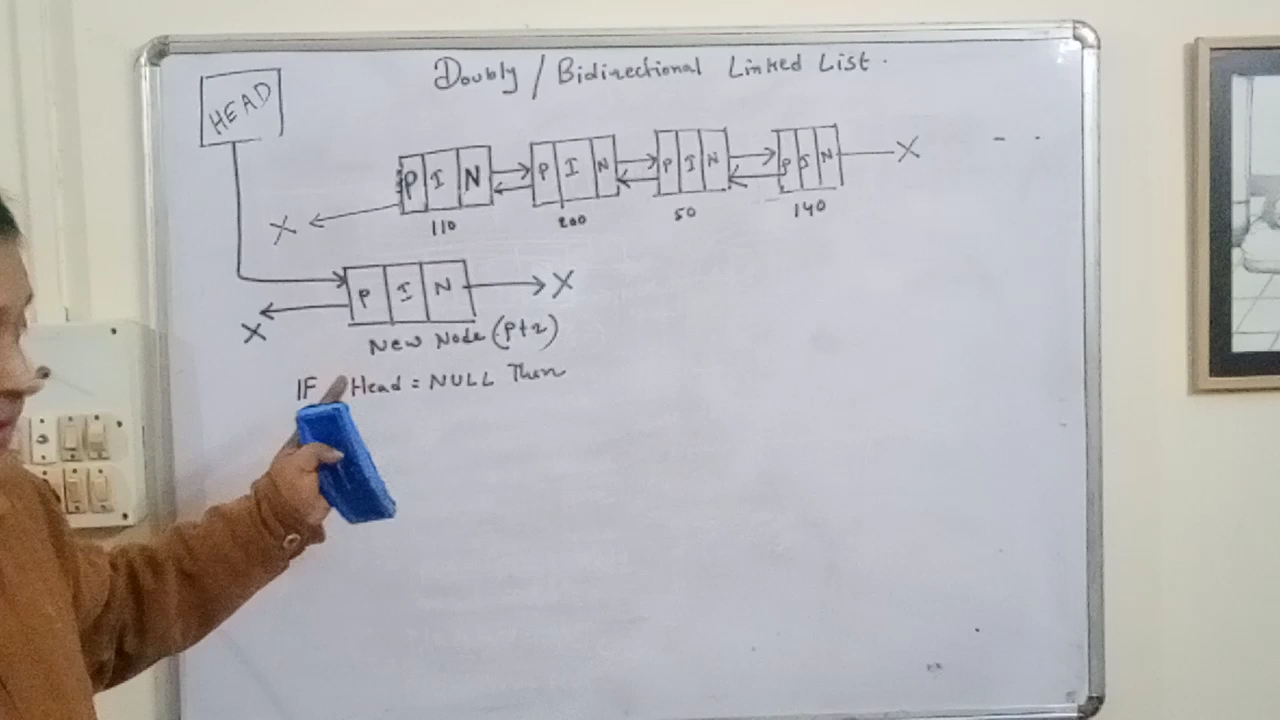 Doubly / Bidirectional Linked List.
HEAD
P I N P I N P I N P I N X
X
110 200 50 140
P I N X
X
New Node (ptr)
IF Head = NULL Then